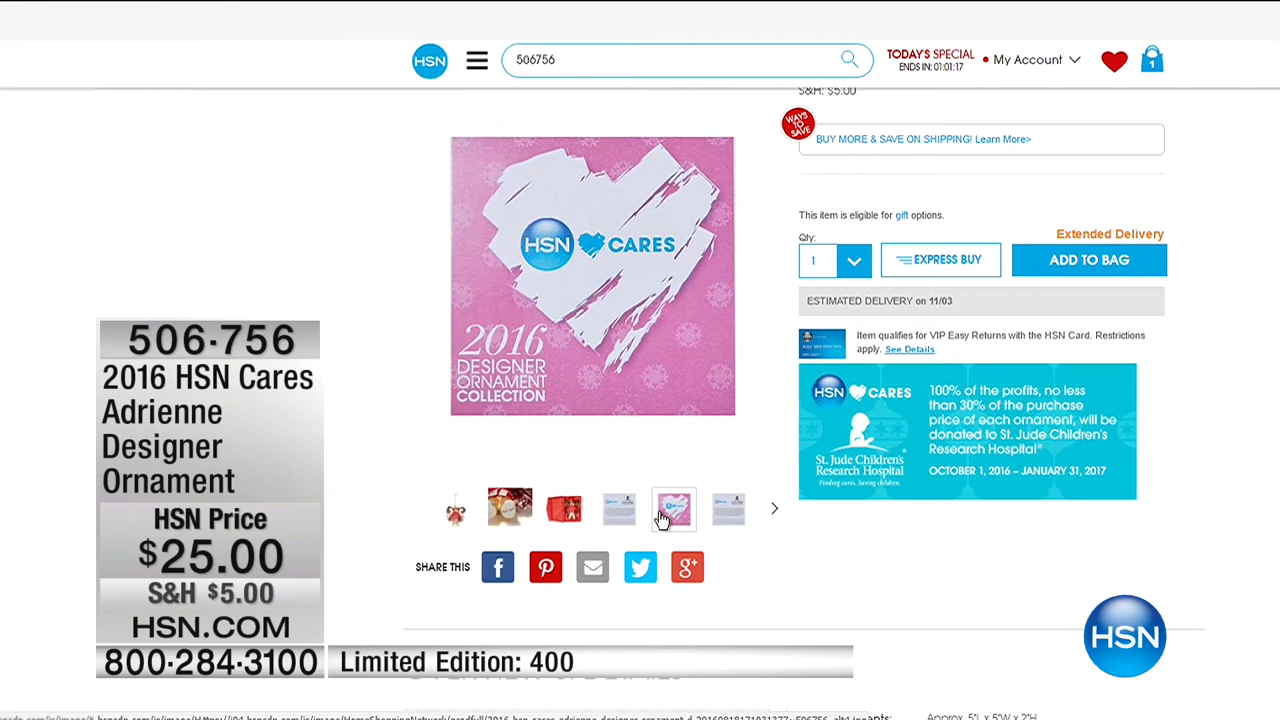 HSN
506756
TODAY'S SPECIAL
ENDS IN: 01:01:17
My Account
1
S&H: $5.00
WAYS TO SAVE
BUY MORE & SAVE ON SHIPPING! Learn More>
This item is eligible for gift options.
Extended Delivery
Qty:
1
EXPRESS BUY
ADD TO BAG
ESTIMATED DELIVERY on 11/03
Item qualifies for VIP Easy Returns with the HSN Card. Restrictions
apply. See Details
HSN CARES
100% of the profits, no less
than 30% of the purchase
price of each ornament, will be
donated to St. Jude Children's
Research Hospital®
OCTOBER 1, 2016 – JANUARY 31, 2017
St. Jude Children's
Research Hospital
Finding cures. Saving children.
HSN CARES
2016
DESIGNER
ORNAMENT
COLLECTION
SHARE THIS
506·756
2016 HSN Cares
Adrienne
Designer
Ornament
HSN Price
$25.00
S&H $5.00
HSN.COM
800·284·3100
Limited Edition: 400
HSN
Approx. 5"L x 5"W x 2"H